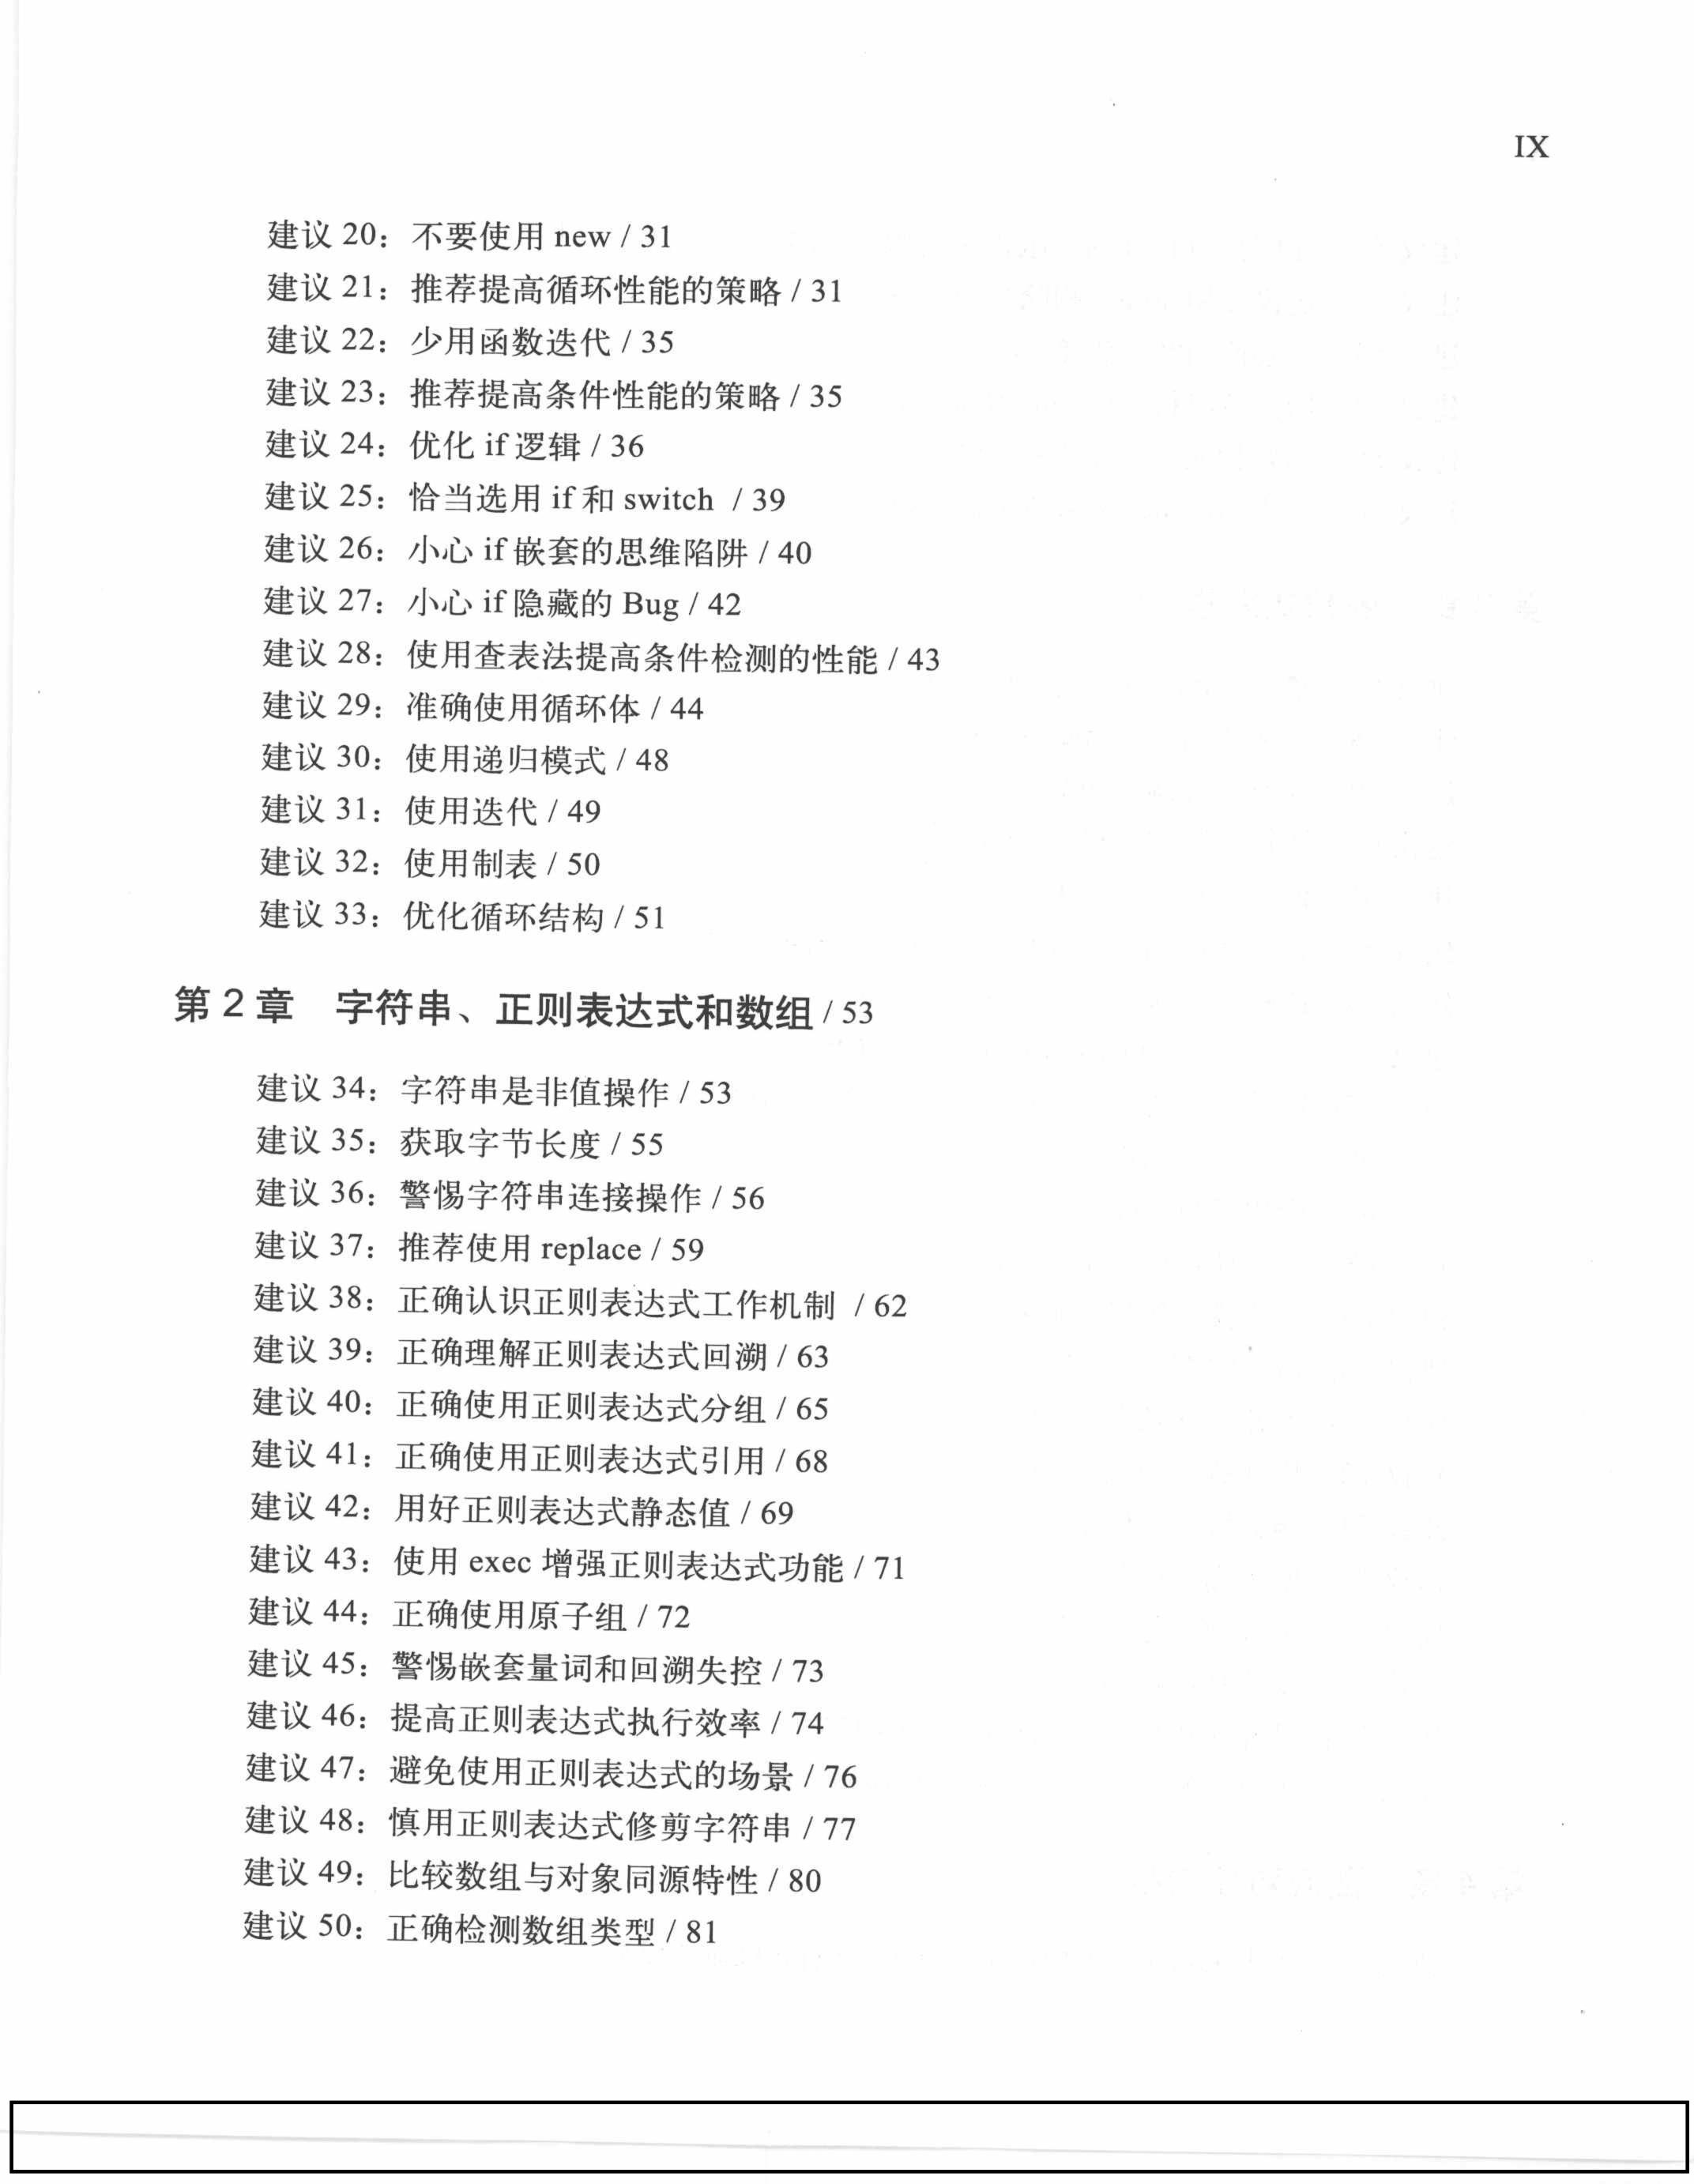 IX
建议 20：不要使用 new / 31
建议 21：推荐提高循环性能的策略 / 31
建议 22：少用函数迭代 / 35
建议 23：推荐提高条件性能的策略 / 35
建议 24：优化 if 逻辑 / 36
建议 25：恰当选用 if 和 switch / 39
建议 26：小心 if 嵌套的思维陷阱 / 40
建议 27：小心 if 隐藏的 Bug / 42
建议 28：使用查表法提高条件检测的性能 / 43
建议 29：准确使用循环体 / 44
建议 30：使用递归模式 / 48
建议 31：使用迭代 / 49
建议 32：使用制表 / 50
建议 33：优化循环结构 / 51
第 2 章　字符串、正则表达式和数组 / 53
建议 34：字符串是非值操作 / 53
建议 35：获取字节长度 / 55
建议 36：警惕字符串连接操作 / 56
建议 37：推荐使用 replace / 59
建议 38：正确认识正则表达式工作机制 / 62
建议 39：正确理解正则表达式回溯 / 63
建议 40：正确使用正则表达式分组 / 65
建议 41：正确使用正则表达式引用 / 68
建议 42：用好正则表达式静态值 / 69
建议 43：使用 exec 增强正则表达式功能 / 71
建议 44：正确使用原子组 / 72
建议 45：警惕嵌套量词和回溯失控 / 73
建议 46：提高正则表达式执行效率 / 74
建议 47：避免使用正则表达式的场景 / 76
建议 48：慎用正则表达式修剪字符串 / 77
建议 49：比较数组与对象同源特性 / 80
建议 50：正确检测数组类型 / 81